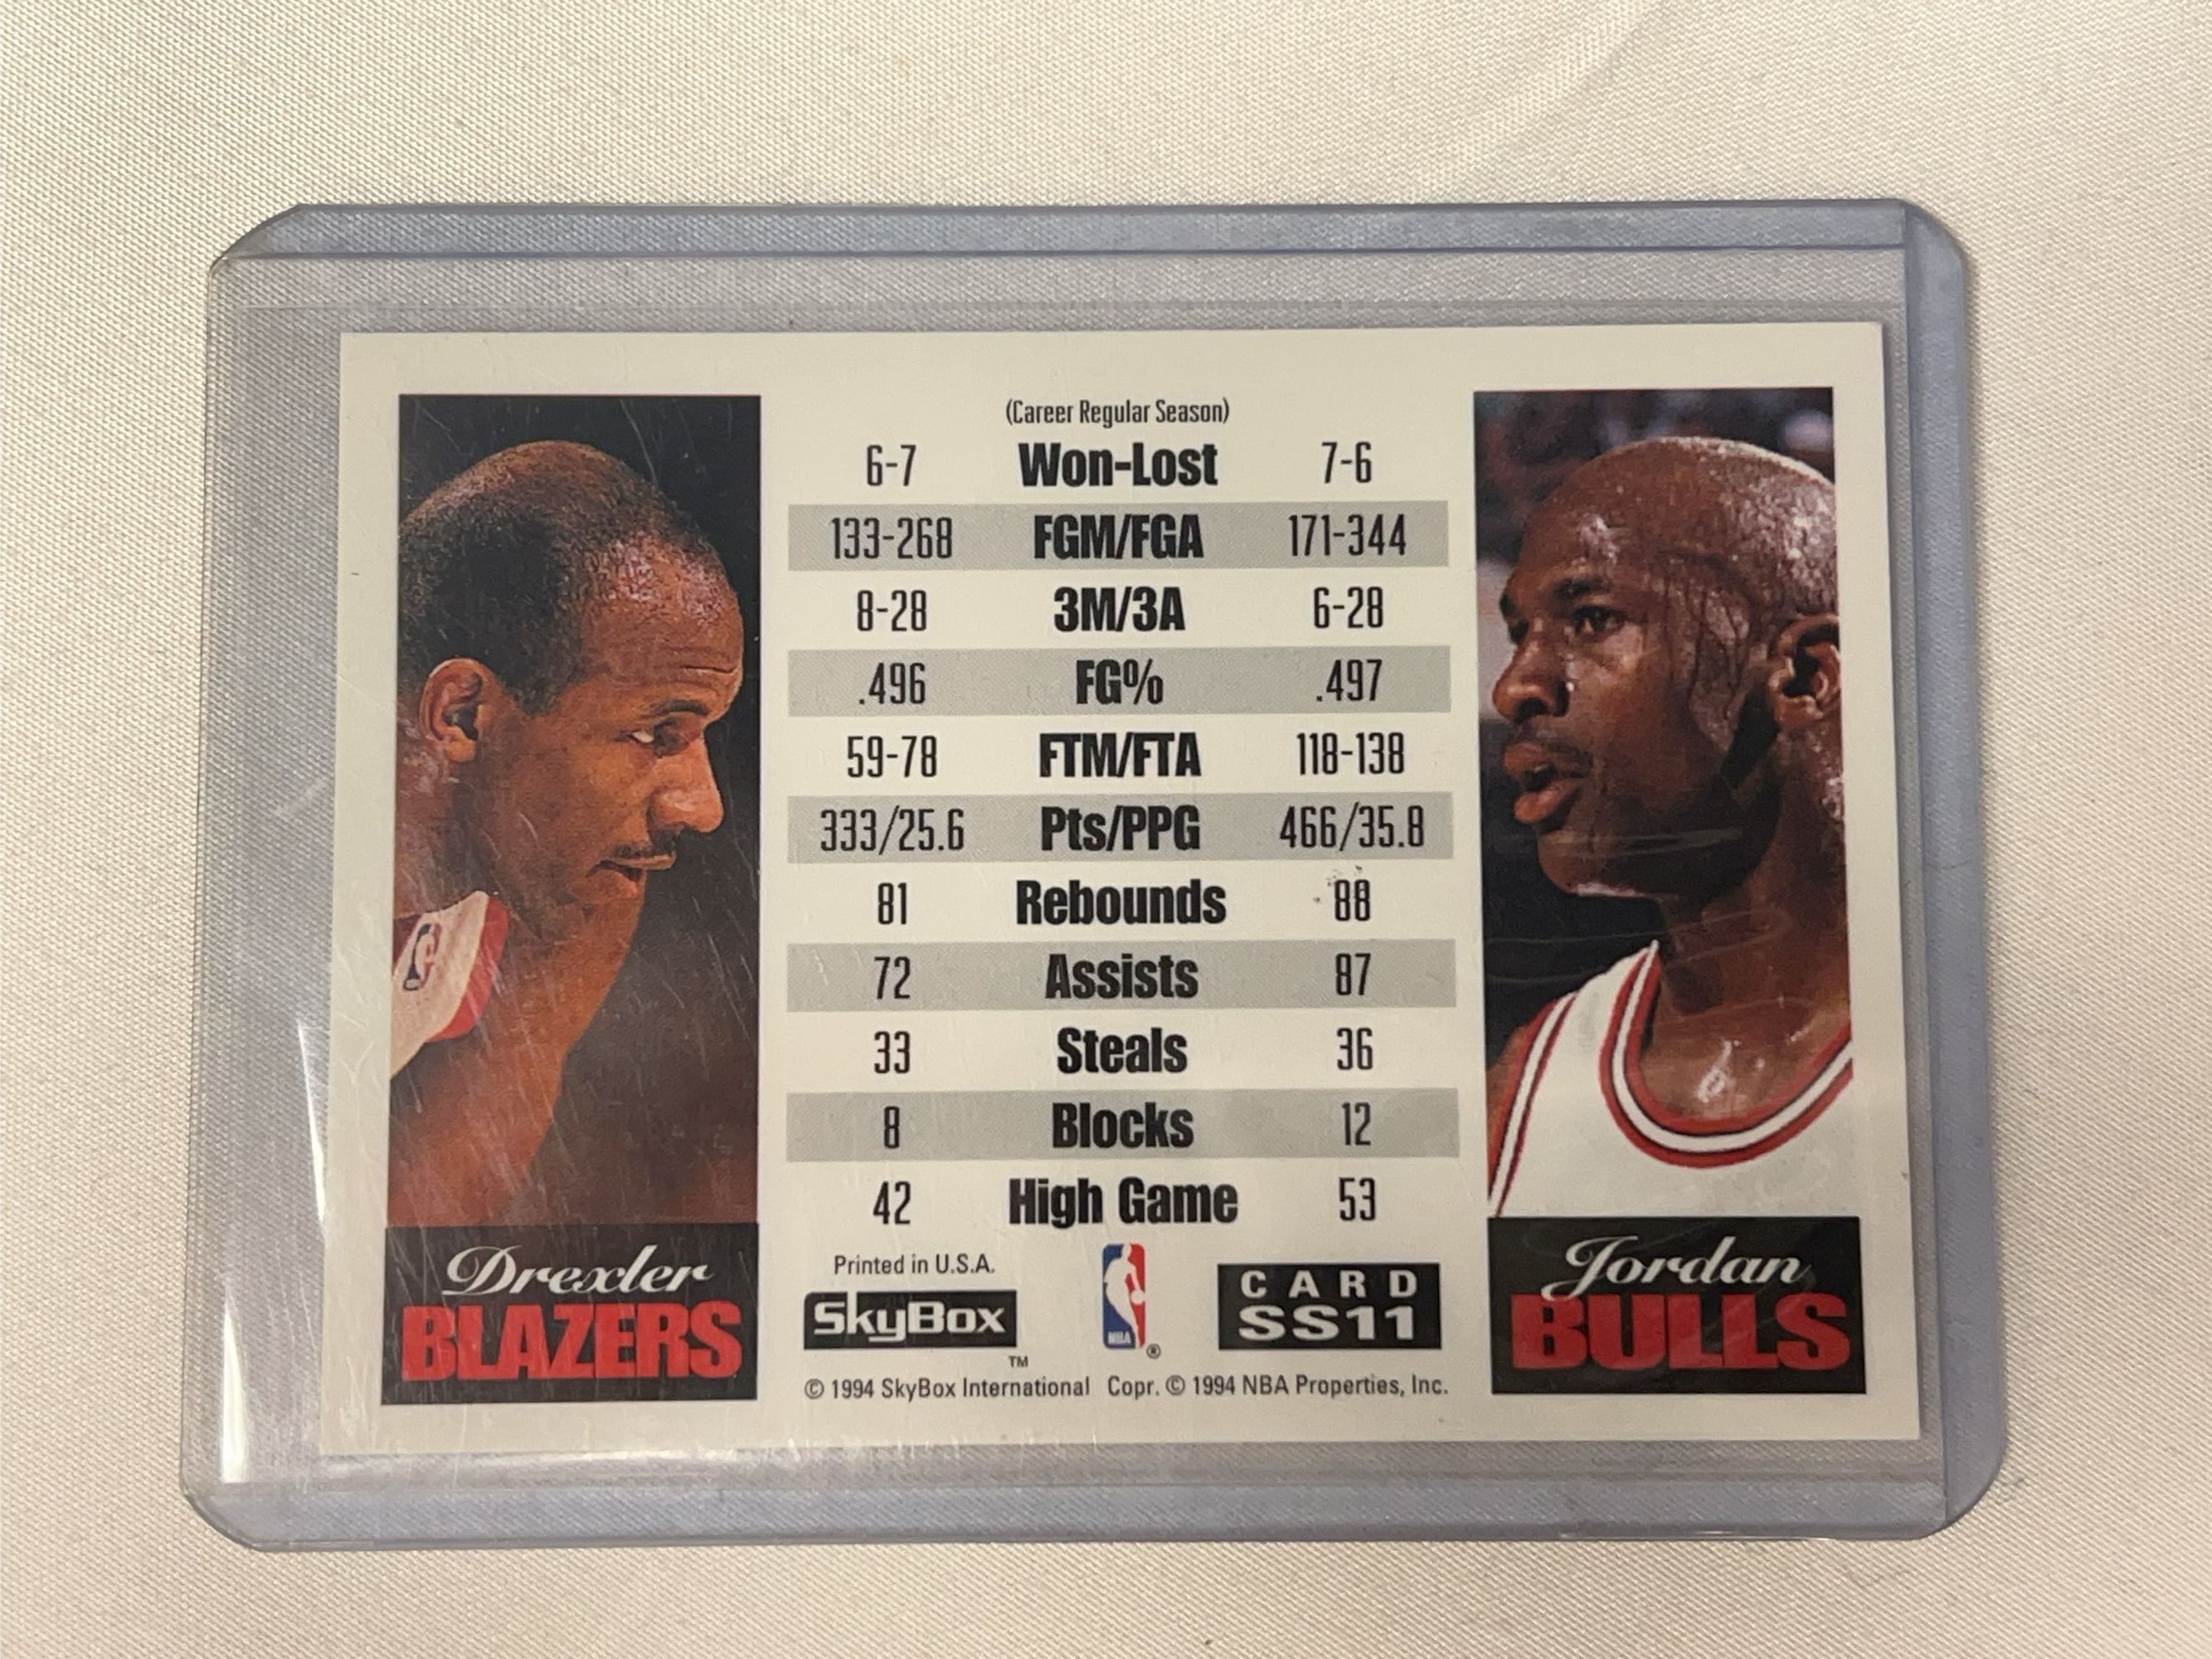 (Career Regular Season)
6-7 Won-Lost 7-6
133-268 FGM/FGA 171-344
8-28 3M/3A 6-28
.496 FG% .497
59-78 FTM/FTA 118-138
333/25.6 Pts/PPG 466/35.8
81 Rebounds 88
72 Assists 87
33 Steals 36
8 Blocks 12
42 High Game 53
Drexler
BLAZERS
Printed in U.S.A.
SkyBox
TM
NBA
®
CARD
SS11
© 1994 SkyBox International Copr. © 1994 NBA Properties, Inc.
Jordan
BULLS